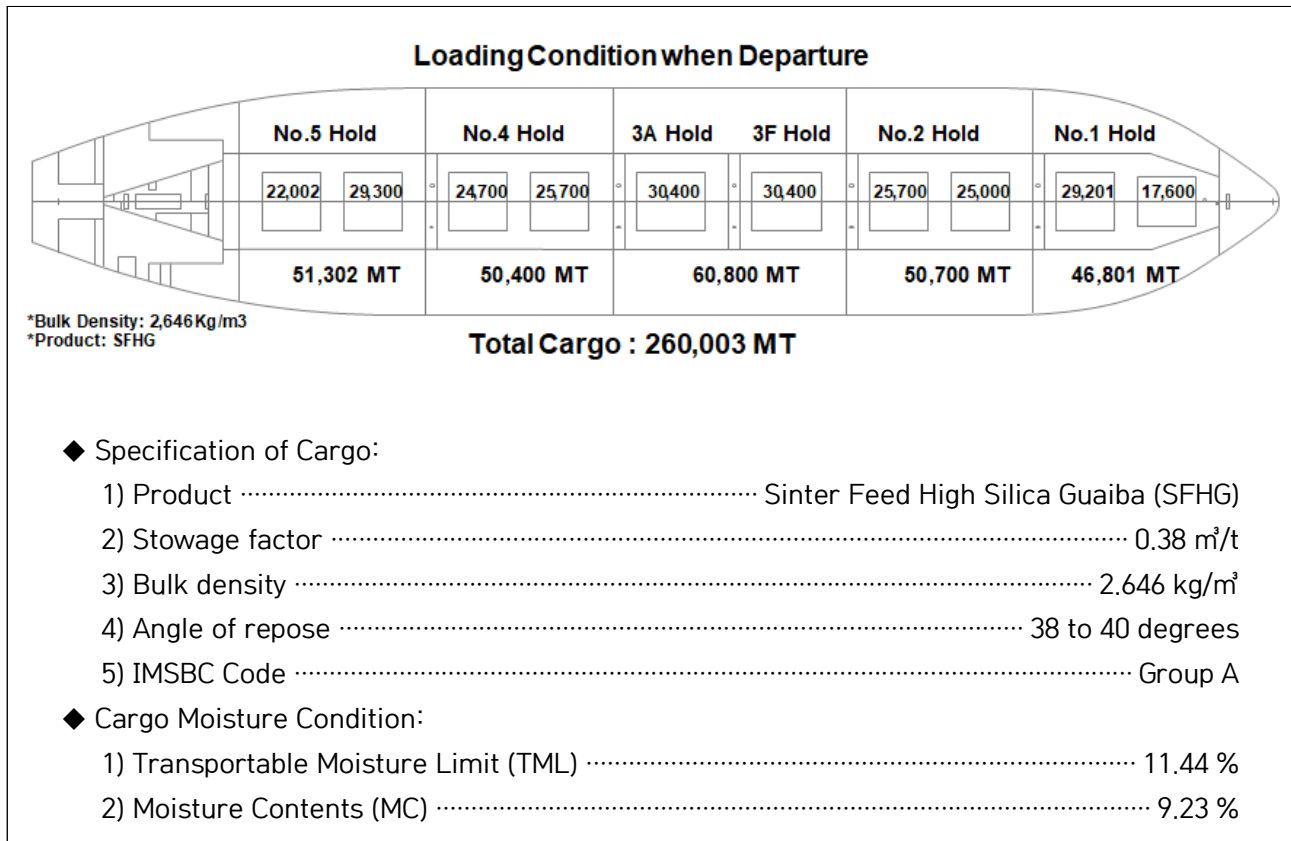 Loading Condition when Departure
No.5 Hold No.4 Hold 3A Hold 3F Hold No.2 Hold No.1 Hold
22,002 29,300 24,700 25,700 30,400 30,400 25,700 25,000 29,201 17,600
51,302 MT 50,400 MT 60,800 MT 50,700 MT 46,801 MT
*Bulk Density: 2,646Kg/m3
*Product: SFHG
Total Cargo : 260,003 MT
◆ Specification of Cargo:
1) Product ⋯⋯⋯⋯⋯⋯⋯⋯⋯⋯ Sinter Feed High Silica Guaiba (SFHG)
2) Stowage factor ⋯⋯⋯⋯⋯⋯⋯⋯⋯⋯ 0.38 ㎥/t
3) Bulk density ⋯⋯⋯⋯⋯⋯⋯⋯⋯⋯ 2.646 kg/㎥
4) Angle of repose ⋯⋯⋯⋯⋯⋯⋯⋯⋯⋯ 38 to 40 degrees
5) IMSBC Code ⋯⋯⋯⋯⋯⋯⋯⋯⋯⋯ Group A
◆ Cargo Moisture Condition:
1) Transportable Moisture Limit (TML) ⋯⋯⋯⋯⋯⋯⋯⋯⋯⋯ 11.44 %
2) Moisture Contents (MC) ⋯⋯⋯⋯⋯⋯⋯⋯⋯⋯ 9.23 %